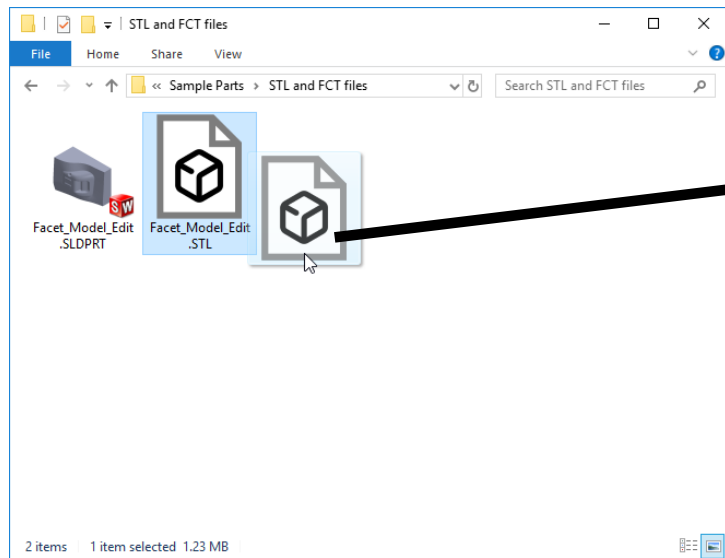 STL and FCT files
File Home Share View
« Sample Parts > STL and FCT files
Search STL and FCT files
SW
Facet_Model_Edit
.SLDPRT
Facet_Model_Edit
.STL
2 items 1 item selected 1.23 MB